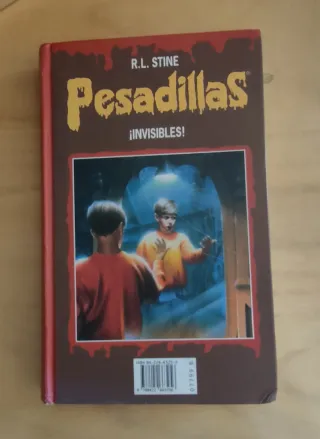 R.L. STINE
Pesadillas
¡INVISIBLES!